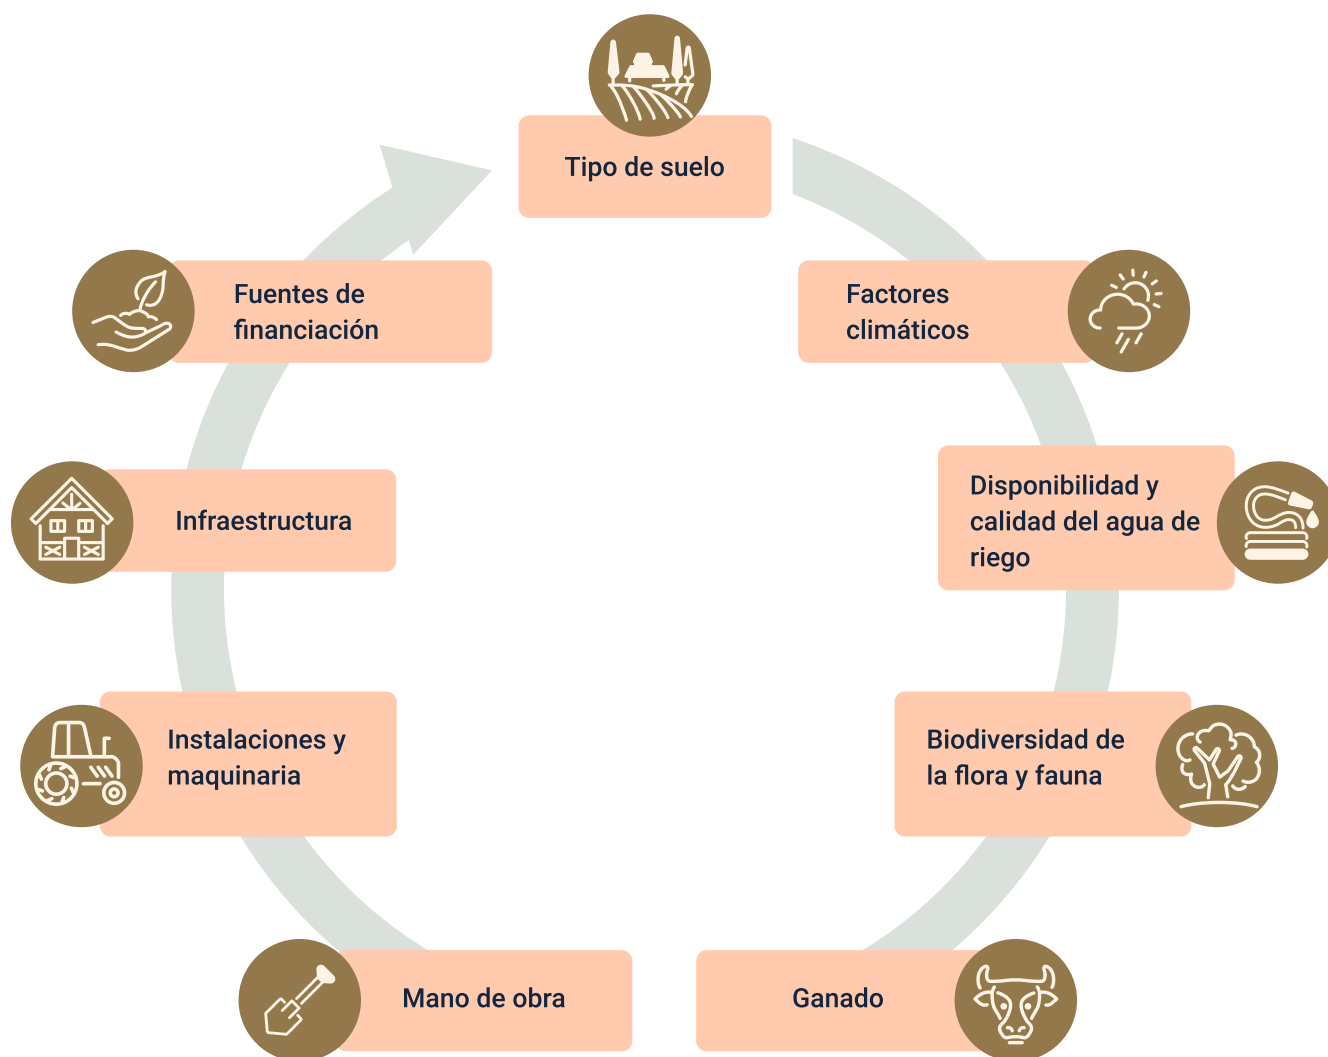 Tipo de suelo
Factores
climáticos
Disponibilidad y
calidad del agua de
riego
Biodiversidad de
la flora y fauna
Ganado
Mano de obra
Instalaciones y
maquinaria
Infraestructura
Fuentes de
financiación